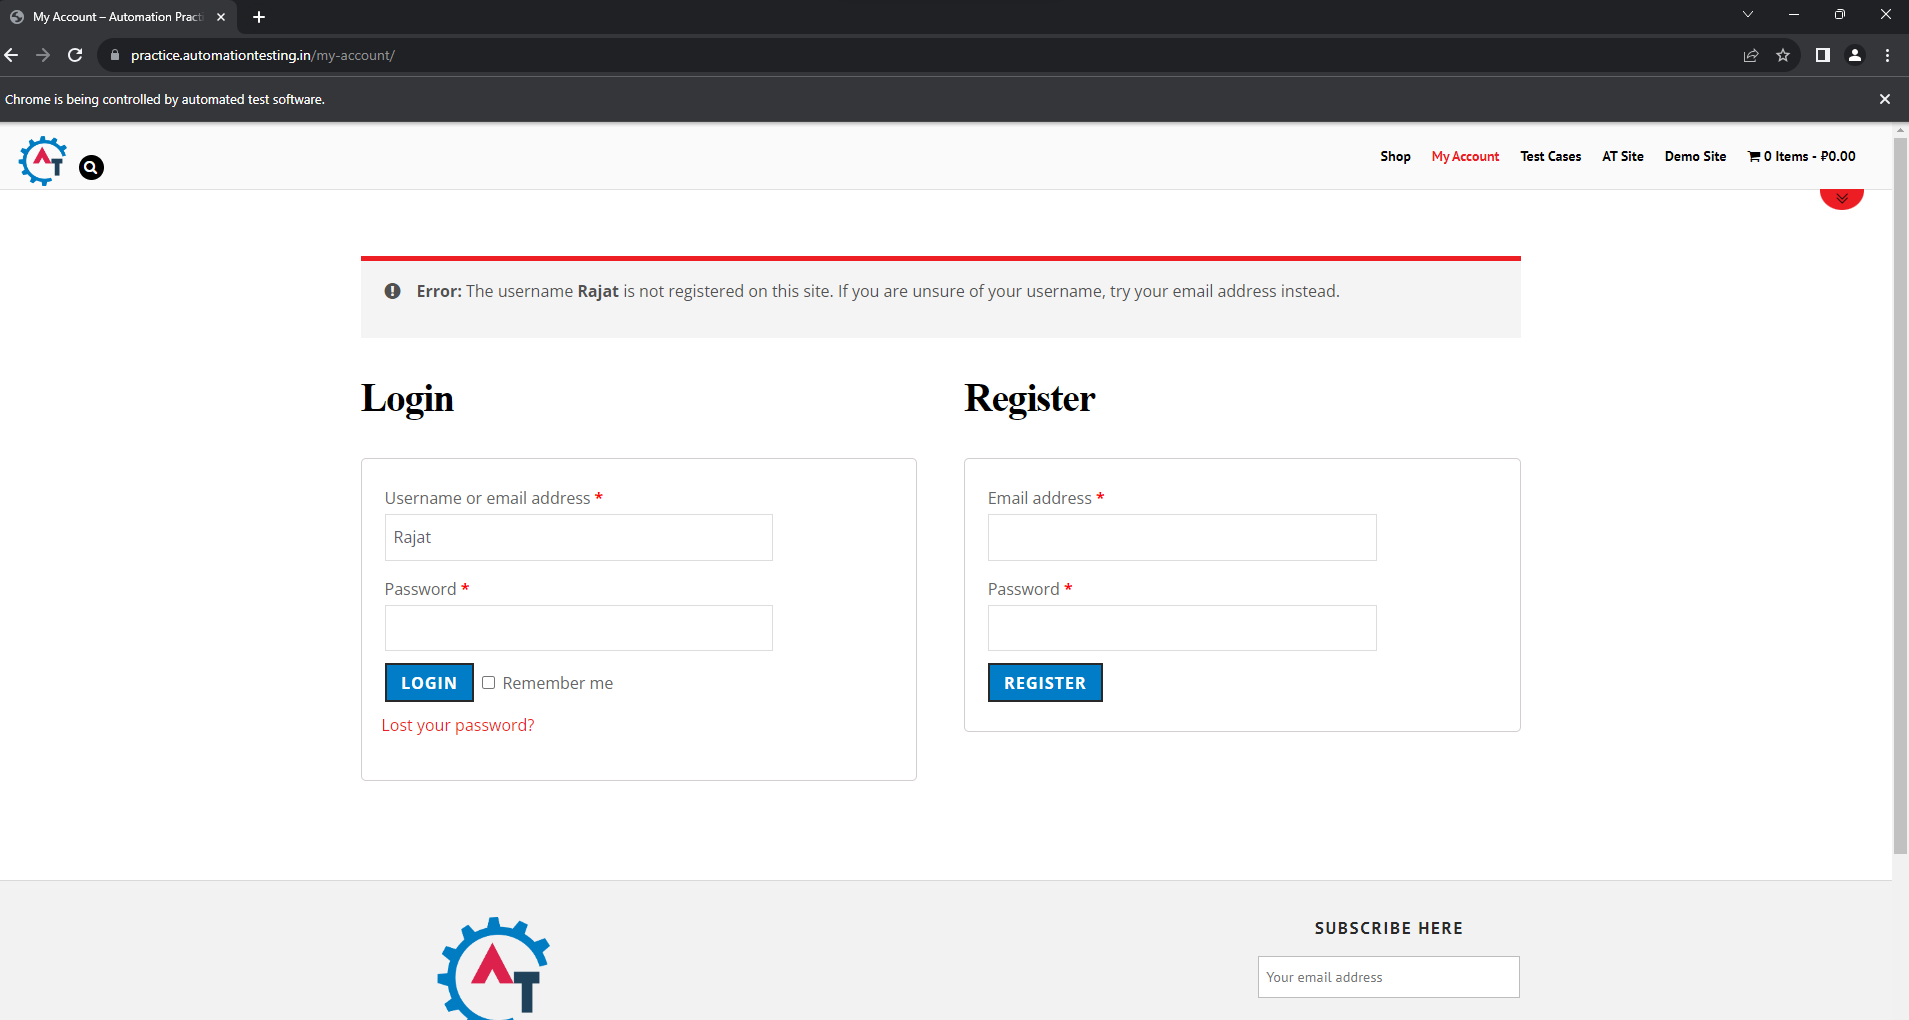 My Account – Automation Pract
practice.automationtesting.in/my-account/
Chrome is being controlled by automated test software.
AT
Shop My Account Test Cases AT Site Demo Site 0 Items - ₽0.00
Error: The username Rajat is not registered on this site. If you are unsure of your username, try your email address instead.
Login
Username or email address *
Rajat
Password *
LOGIN Remember me
Lost your password?
Register
Email address *
Password *
REGISTER
AT
SUBSCRIBE HERE
Your email address